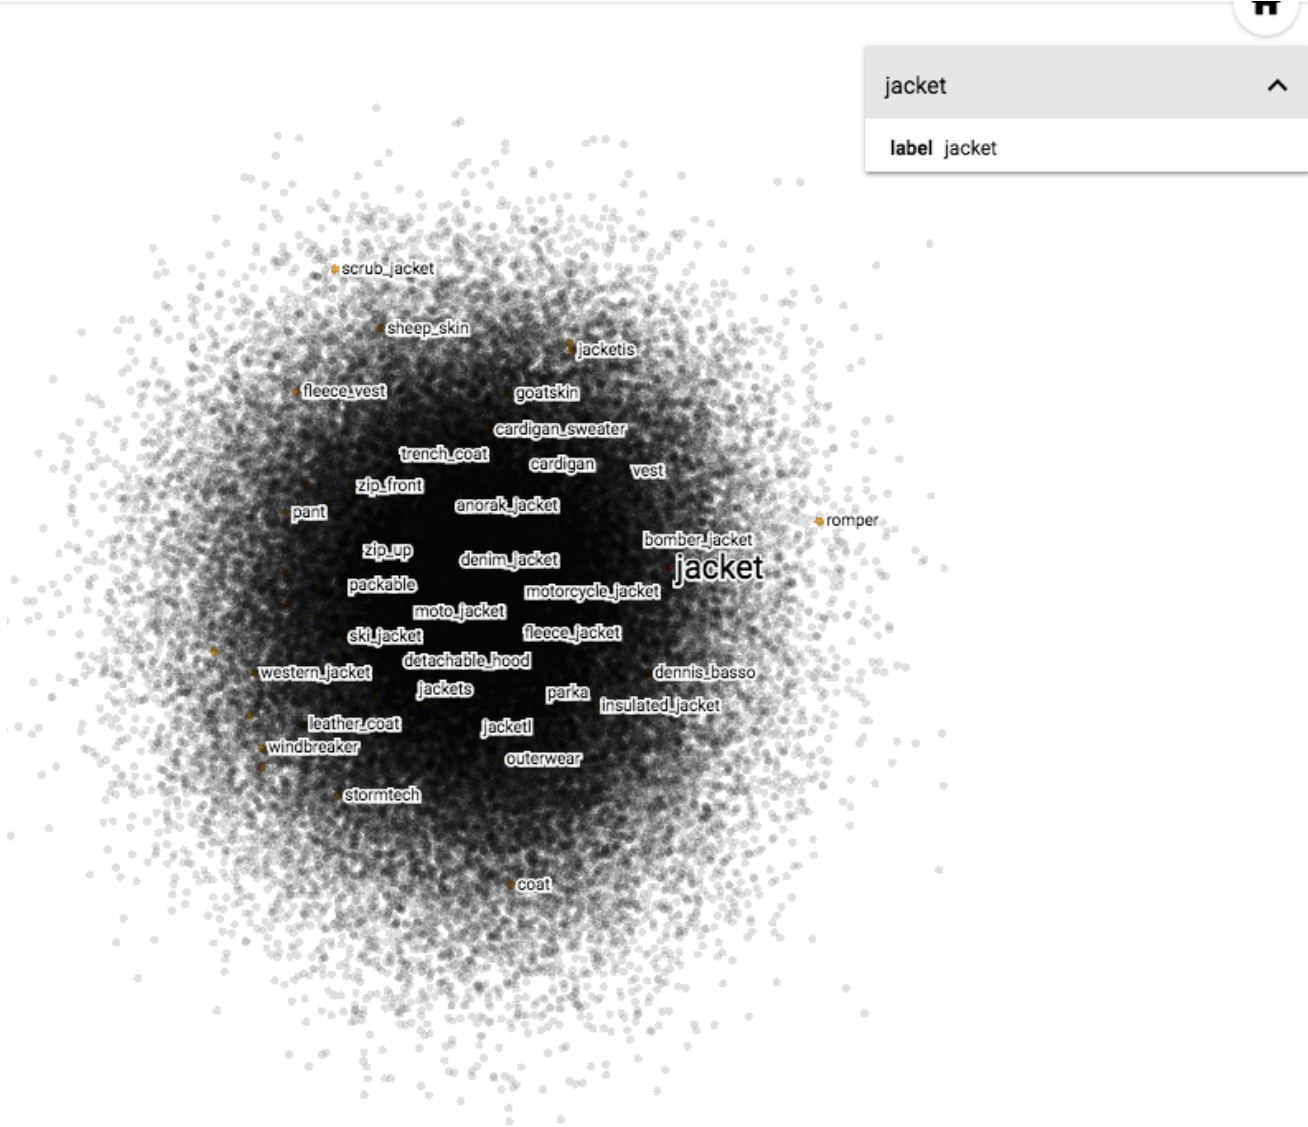 jacket
label jacket
scrub_jacket
sheep_skin
jacketis
fleece_vest
goatskin
cardigan_sweater
trench_coat
cardigan
vest
zip_front
anorak_jacket
pant
romper
bomber_jacket
zip_up
denim_jacket
jacket
packable
motorcycle_jacket
moto_jacket
ski_jacket
fleece_jacket
detachable_hood
western_jacket
dennis_basso
jackets
parka
insulated_jacket
leather_coat
jacketl
windbreaker
outerwear
stormtech
coat